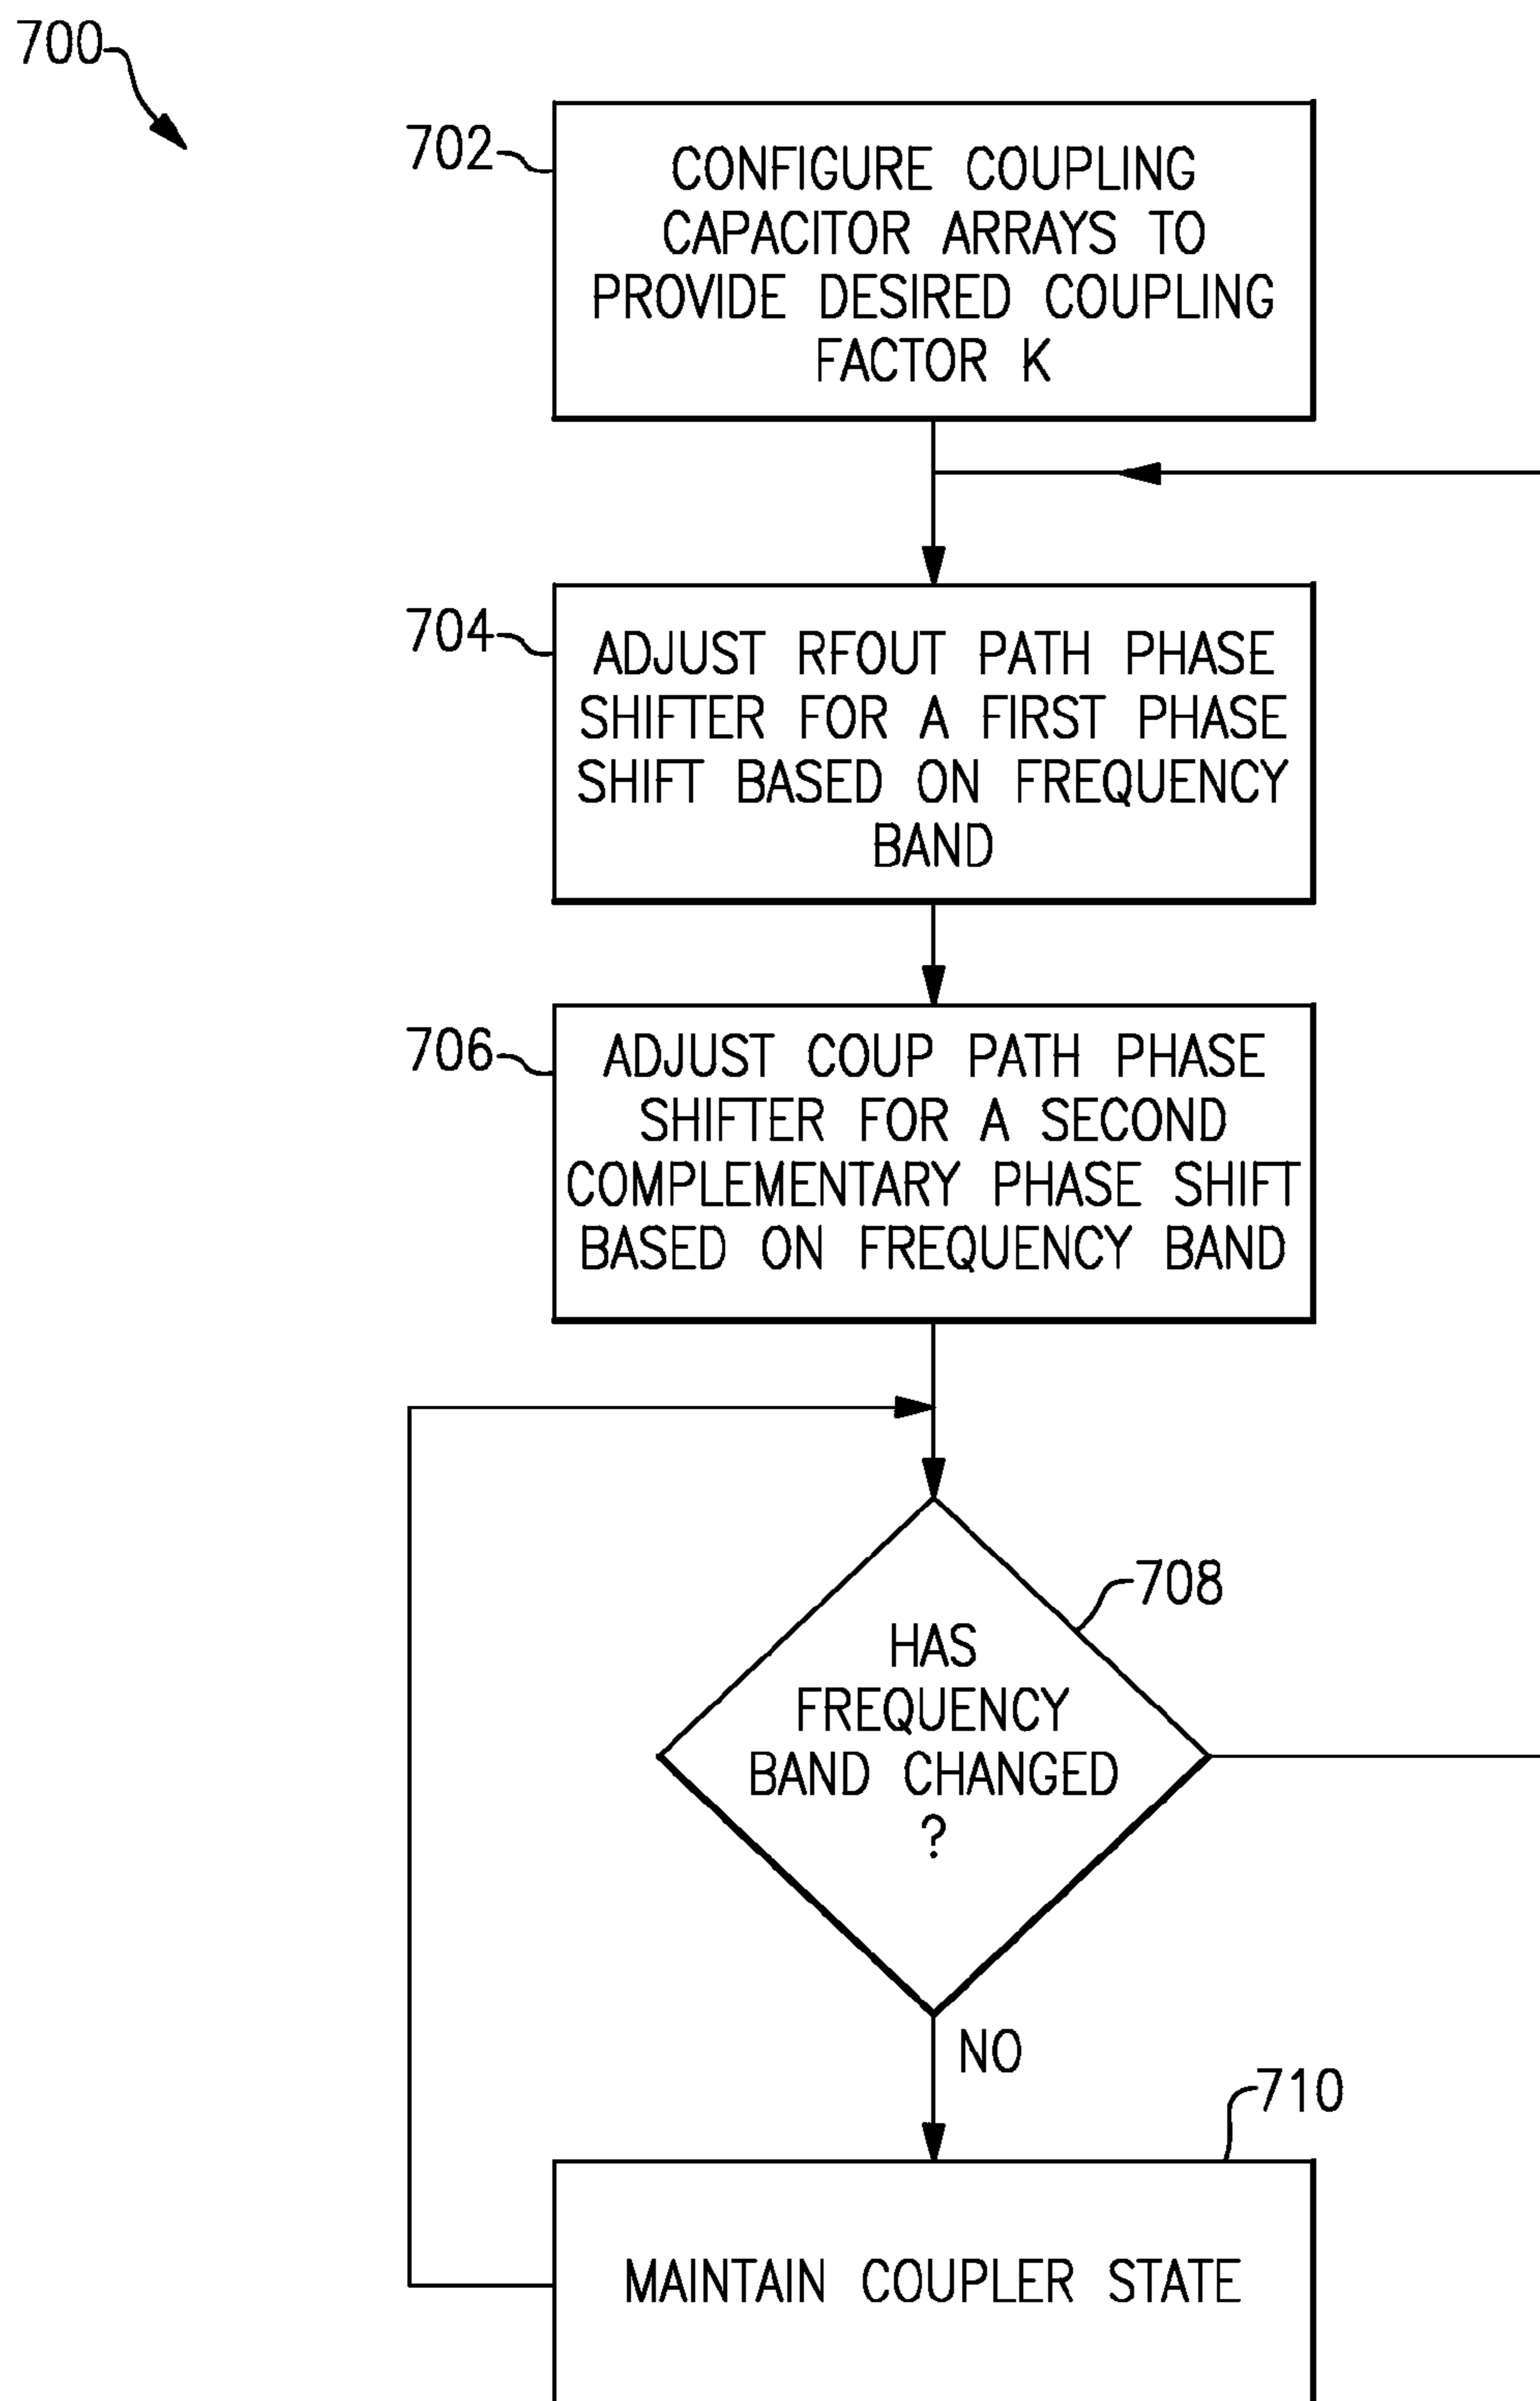 700
702
CONFIGURE COUPLING
CAPACITOR ARRAYS TO
PROVIDE DESIRED COUPLING
FACTOR K
704
ADJUST RFOUT PATH PHASE
SHIFTER FOR A FIRST PHASE
SHIFT BASED ON FREQUENCY
BAND
706
ADJUST COUP PATH PHASE
SHIFTER FOR A SECOND
COMPLEMENTARY PHASE SHIFT
BASED ON FREQUENCY BAND
708
HAS
FREQUENCY
BAND CHANGED
?
NO
710
MAINTAIN COUPLER STATE